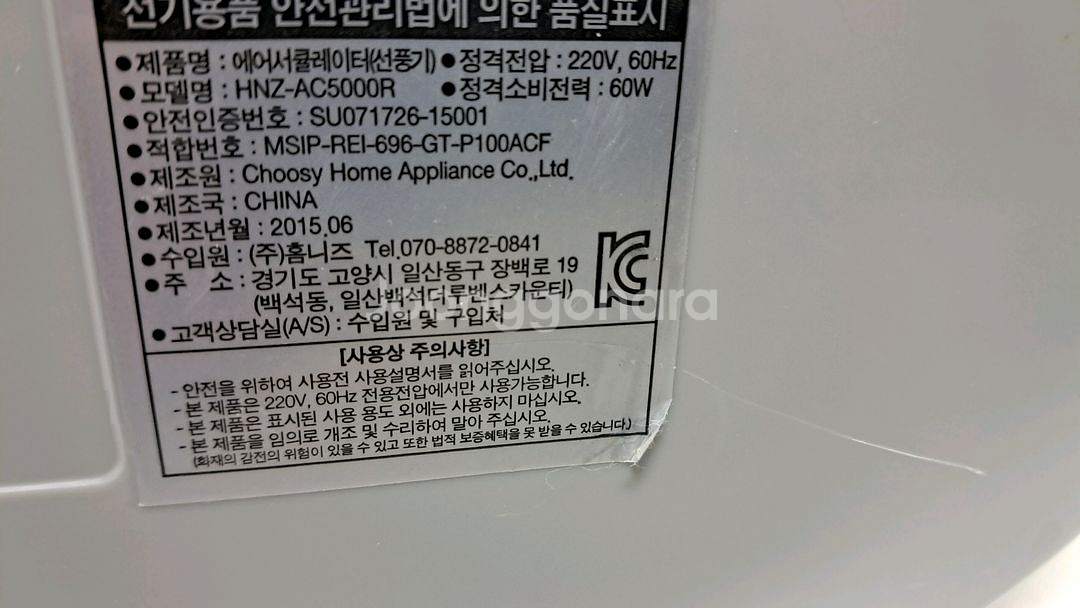 전기용품 안전관리법에 의한 품질표시
●제품명 : 에어서큘레이터(선풍기) ●정격전압 : 220V, 60Hz
●모델명 : HNZ-AC5000R ●정격소비전력 : 60W
●안전인증번호 : SU071726-15001
●적합번호 : MSIP-REI-696-GT-P100ACF
●제조원 : Choosy Home Appliance Co.,Ltd.
●제조국 : CHINA
●제조년월 : 2015.06
●수입원 : (주)홈니즈 Tel.070-8872-0841
●주 소 : 경기도 고양시 일산동구 장백로 19
(백석동, 일산백석더루벤스카운티)
●고객상담실(A/S) : 수입원 및 구입처
joonggonara
[사용상 주의사항]
- 안전을 위하여 사용전 사용설명서를 읽어주십시오.
- 본 제품은 220V, 60Hz 전용전압에서만 사용가능합니다.
- 본 제품은 표시된 사용 용도 외에는 사용하지 마십시오.
- 본 제품을 임의로 개조 및 수리하여 말아 주십시오.
(화재의 감전의 위험이 있을 수 있고 또한 법적 보증혜택을 못 받을 수 있습니다.)